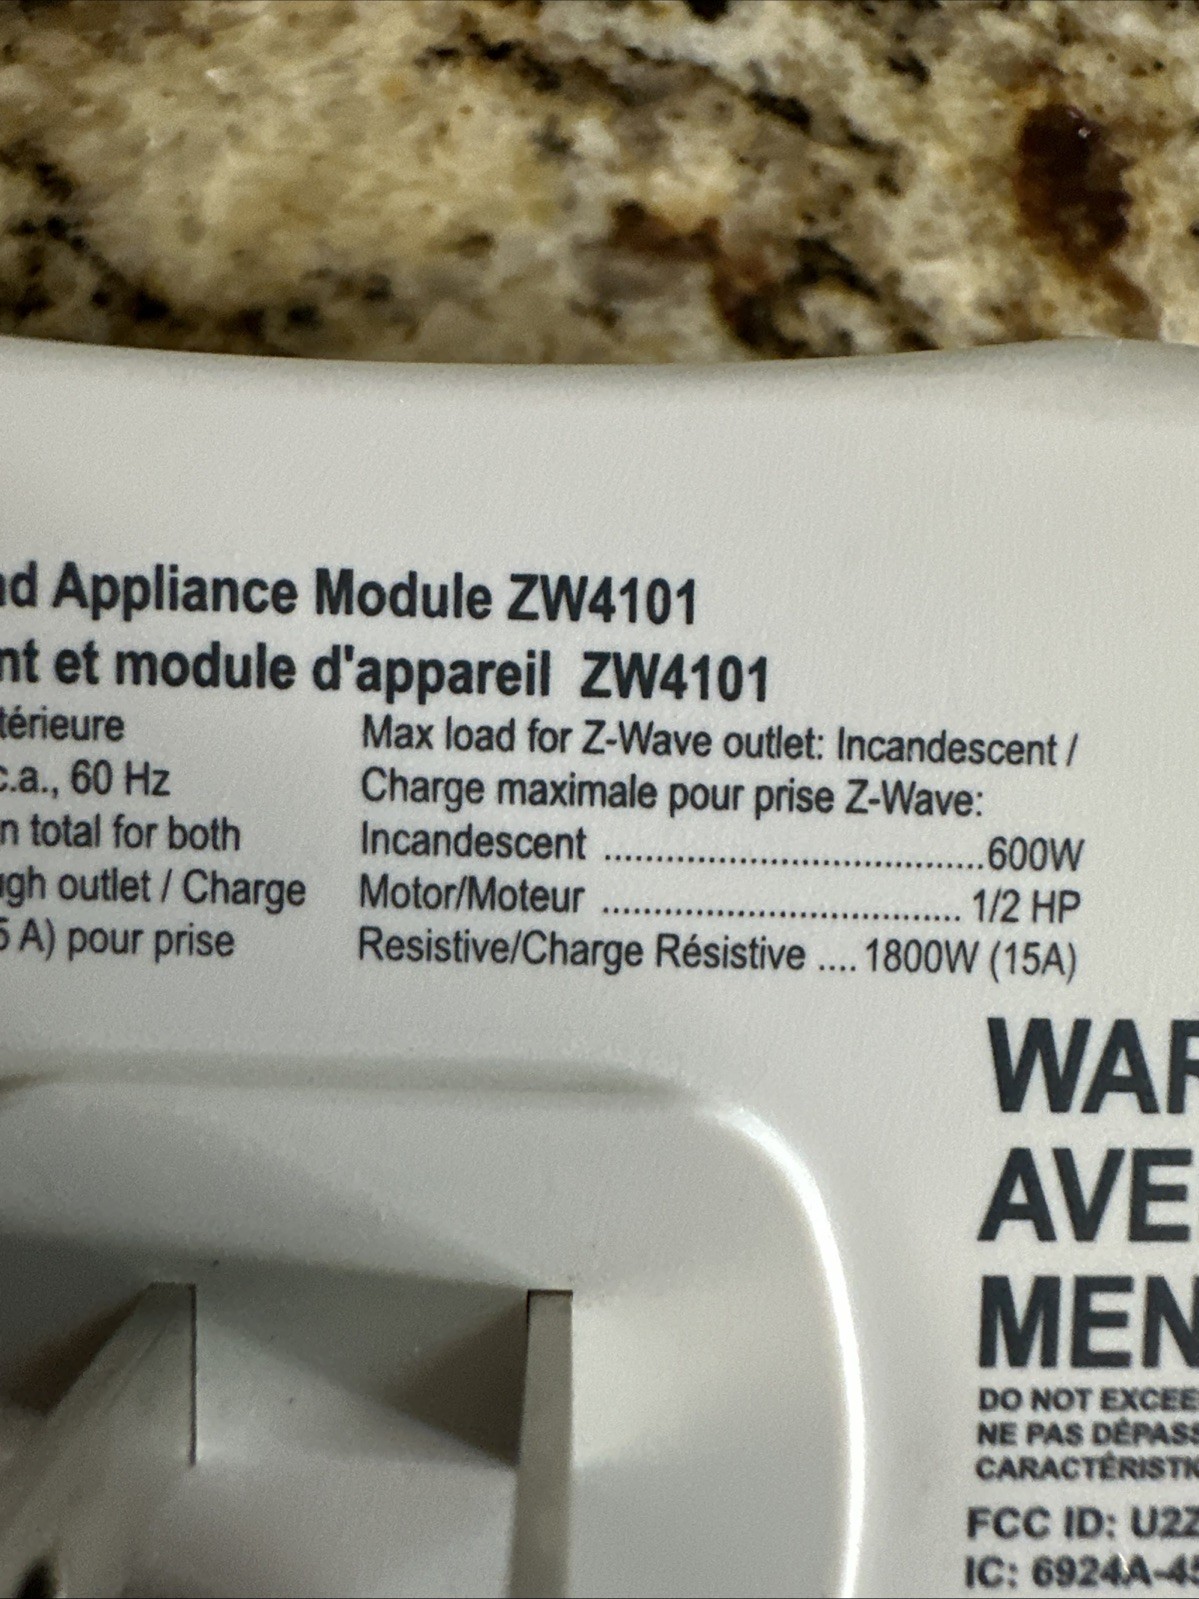 nd Appliance Module ZW4101
nt et module d'appareil ZW4101
térieure
c.a., 60 Hz
n total for both
ugh outlet / Charge
5 A) pour prise
Max load for Z-Wave outlet: Incandescent /
Charge maximale pour prise Z-Wave:
Incandescent ....................................600W
Motor/Moteur .................................... 1/2 HP
Resistive/Charge Résistive .... 1800W (15A)
WAR
AVE
MEN
DO NOT EXCEE
NE PAS DÉPASS
CARACTÉRISTI
FCC ID: U2Z
IC: 6924A-45